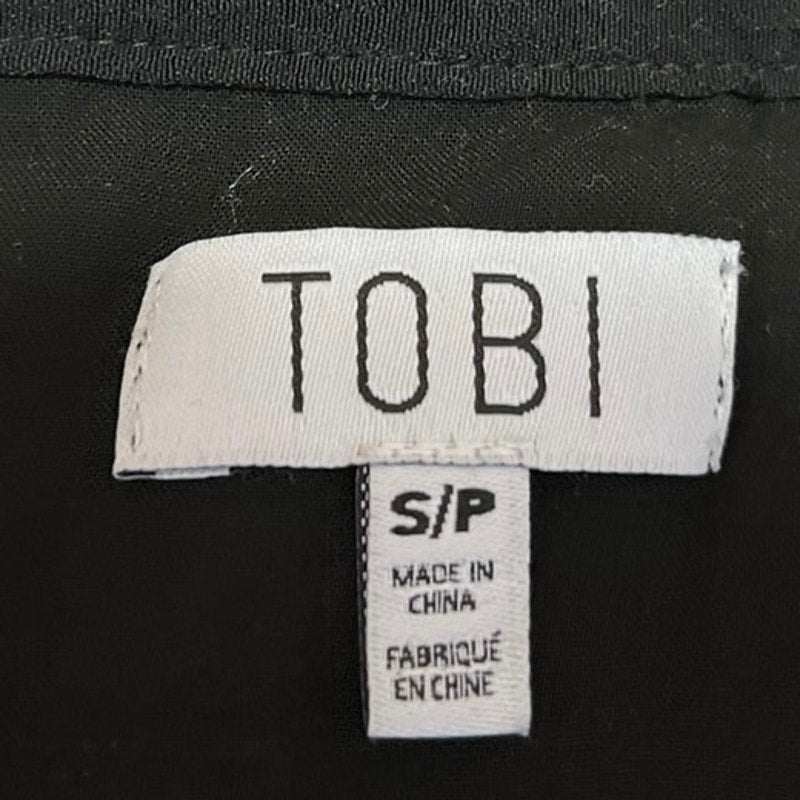 TOBI
S/P
MADE IN
CHINA
FABRIQUÉ
EN CHINE